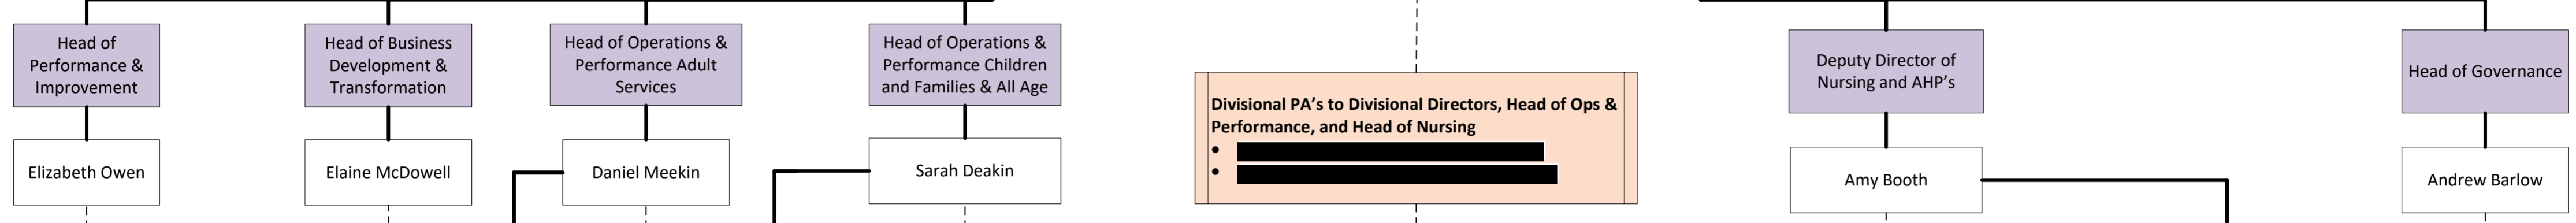 Head of
Performance &
Improvement
Elizabeth Owen
Head of Business
Development &
Transformation
Elaine McDowell
Head of Operations &
Performance Adult
Services
Daniel Meekin
Head of Operations &
Performance Children
and Families & All Age
Sarah Deakin
Divisional PA’s to Divisional Directors, Head of Ops &
Performance, and Head of Nursing
Deputy Director of
Nursing and AHP’s
Amy Booth
Head of Governance
Andrew Barlow